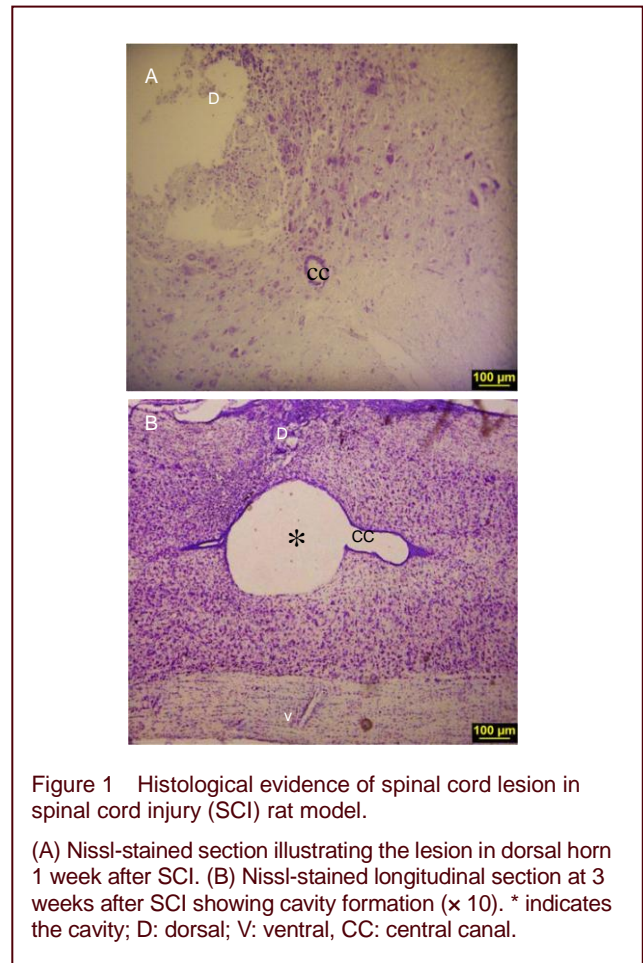 A
D
CC
100 µm
B
D
*
CC
V
100 µm
Figure 1 Histological evidence of spinal cord lesion in
spinal cord injury (SCI) rat model.
(A) Nissl-stained section illustrating the lesion in dorsal horn
1 week after SCI. (B) Nissl-stained longitudinal section at 3
weeks after SCI showing cavity formation (× 10). * indicates
the cavity; D: dorsal; V: ventral, CC: central canal.